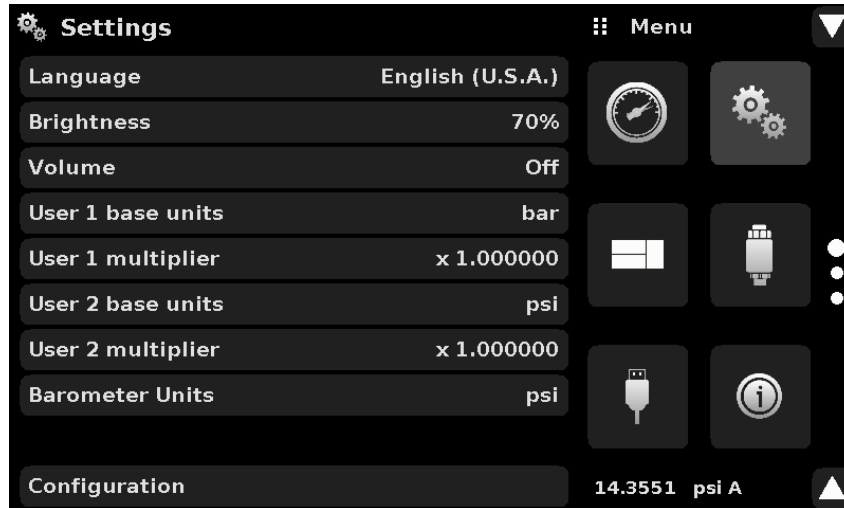 Settings
Language English (U.S.A.)
Brightness 70%
Volume Off
User 1 base units bar
User 1 multiplier x 1.000000
User 2 base units psi
User 2 multiplier x 1.000000
Barometer Units psi
Configuration
Menu
14.3551 psi A